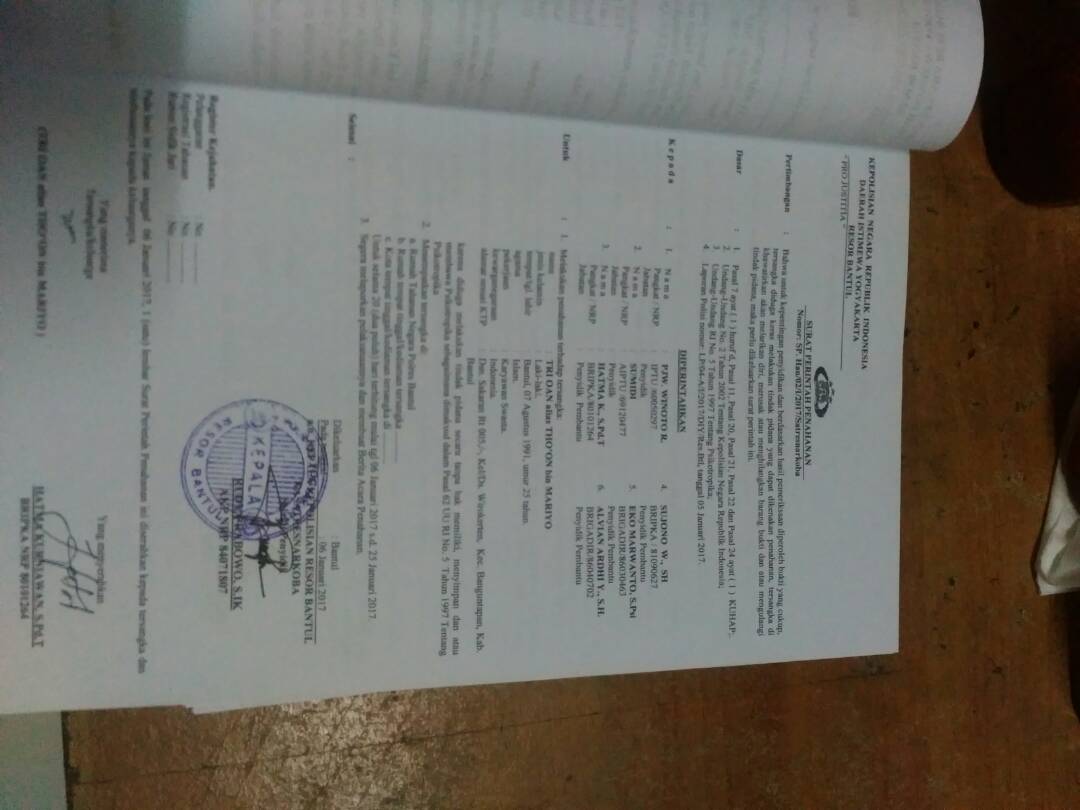 KEPOLISIAN NEGARA REPUBLIK INDONESIA
DAERAH ISTIMEWA YOGYAKARTA
RESOR BANTUL
" PRO JUSTITIA "
SURAT PERINTAH PENAHANAN
Nomor: SP. Han/02/I/2017/Satresnarkoba
Pertimbangan : Bahwa untuk kepentingan penyidikan dan berdasarkan hasil pemeriksaan diperoleh bukti yang cukup,
tersangka diduga keras melakukan tindak pidana yang dapat dikenakan penahanan, tersangka di
khawatirkan akan melarikan diri, merusak atau menghilangkan barang bukti dan atau mengulangi
tindak pidana, maka perlu dikeluarkan surat perintah ini.
Dasar : 1. Pasal 7 ayat ( 1 ) huruf d, Pasal 11, Pasal 20, Pasal 21, Pasal 22 dan Pasal 24 ayat ( 1 ) KUHAP;.
2. Undang-Undang No. 2 Tahun 2002 Tentang Kepolisian Negara Republik Indonesia;
3 Undang-Undang RI No. 5 Tahun 1997 Tentang Psikotropika;
4. Laporan Polisi nomor: LP/04-A/I/2017/DIY/Res.Btl, tanggal 05 Januari 2017.
DIPERINTAHKAN
K e p a d a : 1. N a m a : PJW. WINOTO R. 4. SUJONO W., SH
Pangkat / NRP : IPTU /60050297 BRIPKA / 81090627
Jabatan : Penyidik Penyidik Pembantu
2. N a m a : SUMIDI 5. EKO MARWANTO, S.Psi
Pangkat / NRP : AIPTU /69120477 BRIGADIR/86030463
Jabatan : Penyidik Penyidik Pembantu
3. N a m a : HATMA K., S.Pd.T 6. ALVIAN ARDHI Y., S.H.
Pangkat / NRP : BRIPKA/80101264 BRIGADIR/86040702
Jabatan : Penyidik Pembantu Penyidik Pembantu
Untuk : 1. Melakukan penahanan terhadap tersangka:
nama : TRI OAN alias THO'ON bin MARIYO
jenis kelamin : Laki-laki.
tempat/tgl. lahir : Bantul, 07 Agustus 1991, umur 25 tahun.
agama : Islam.
pekerjaan : Karyawan Swasta.
kewarganegaraan : Indonesia.
alamat sesuai KTP : Dsn. Sakaran Rt 005,/-, Kel/Ds. Wirokerten, Kec. Banguntapan, Kab.
Bantul
karena diduga melakukan tindak pidana secara tanpa hak memiliki, menyimpan dan atau
membawa Psikotropika sebagaimana dimaksud dalam Pasal 62 UU RI No. 5 Tahun 1997 Tentang
Psikotropika
2. Menempatkan tersangka di:
a. Rumah Tahanan Negara Polres Bantul
b. Rumah tempat tinggal/kediaman tersangka ..........
c. Kota tempat tinggal/kediaman tersangka di ..........
Untuk selama 20 (dua puluh) hari terhitung mulai tgl 06 Januari 2017 s.d. 25 Januari 2017
3. Segera melaporkan pelaksanaannya dan membuat Berita Acara Penahanan.
Selesai :
Dikeluarkan : Bantul
Pada tanggal : 06 Januari 2017
a.n. KEPOLISIAN RESOR BANTUL
SATRESNARKOBA
Penyidik
KEPALA
RESOR BANTUL
RUDY PRABOWO, S.IK
AKP NRP 84071807
Register Kejahatan.
Pelanggaran : No. ..........
Registrasi Tahanan : No ..........
Rumus Sidik Jari : No ..........
Pada hari ini Jumat tanggal 06 Januari 2017, 1 (satu) lembar Surat Perintah Penahanan ini diserahkan kepada tersangka dan
tembusannya kepada keluarganya.
Yang menerima Yang menyerahkan
Tersangka/keluarga
(TRI OAN alias THO'ON bin MARIYO ) HATMA KURNIAWAN, S.Pd.T
BRIPKA NRP 80101264